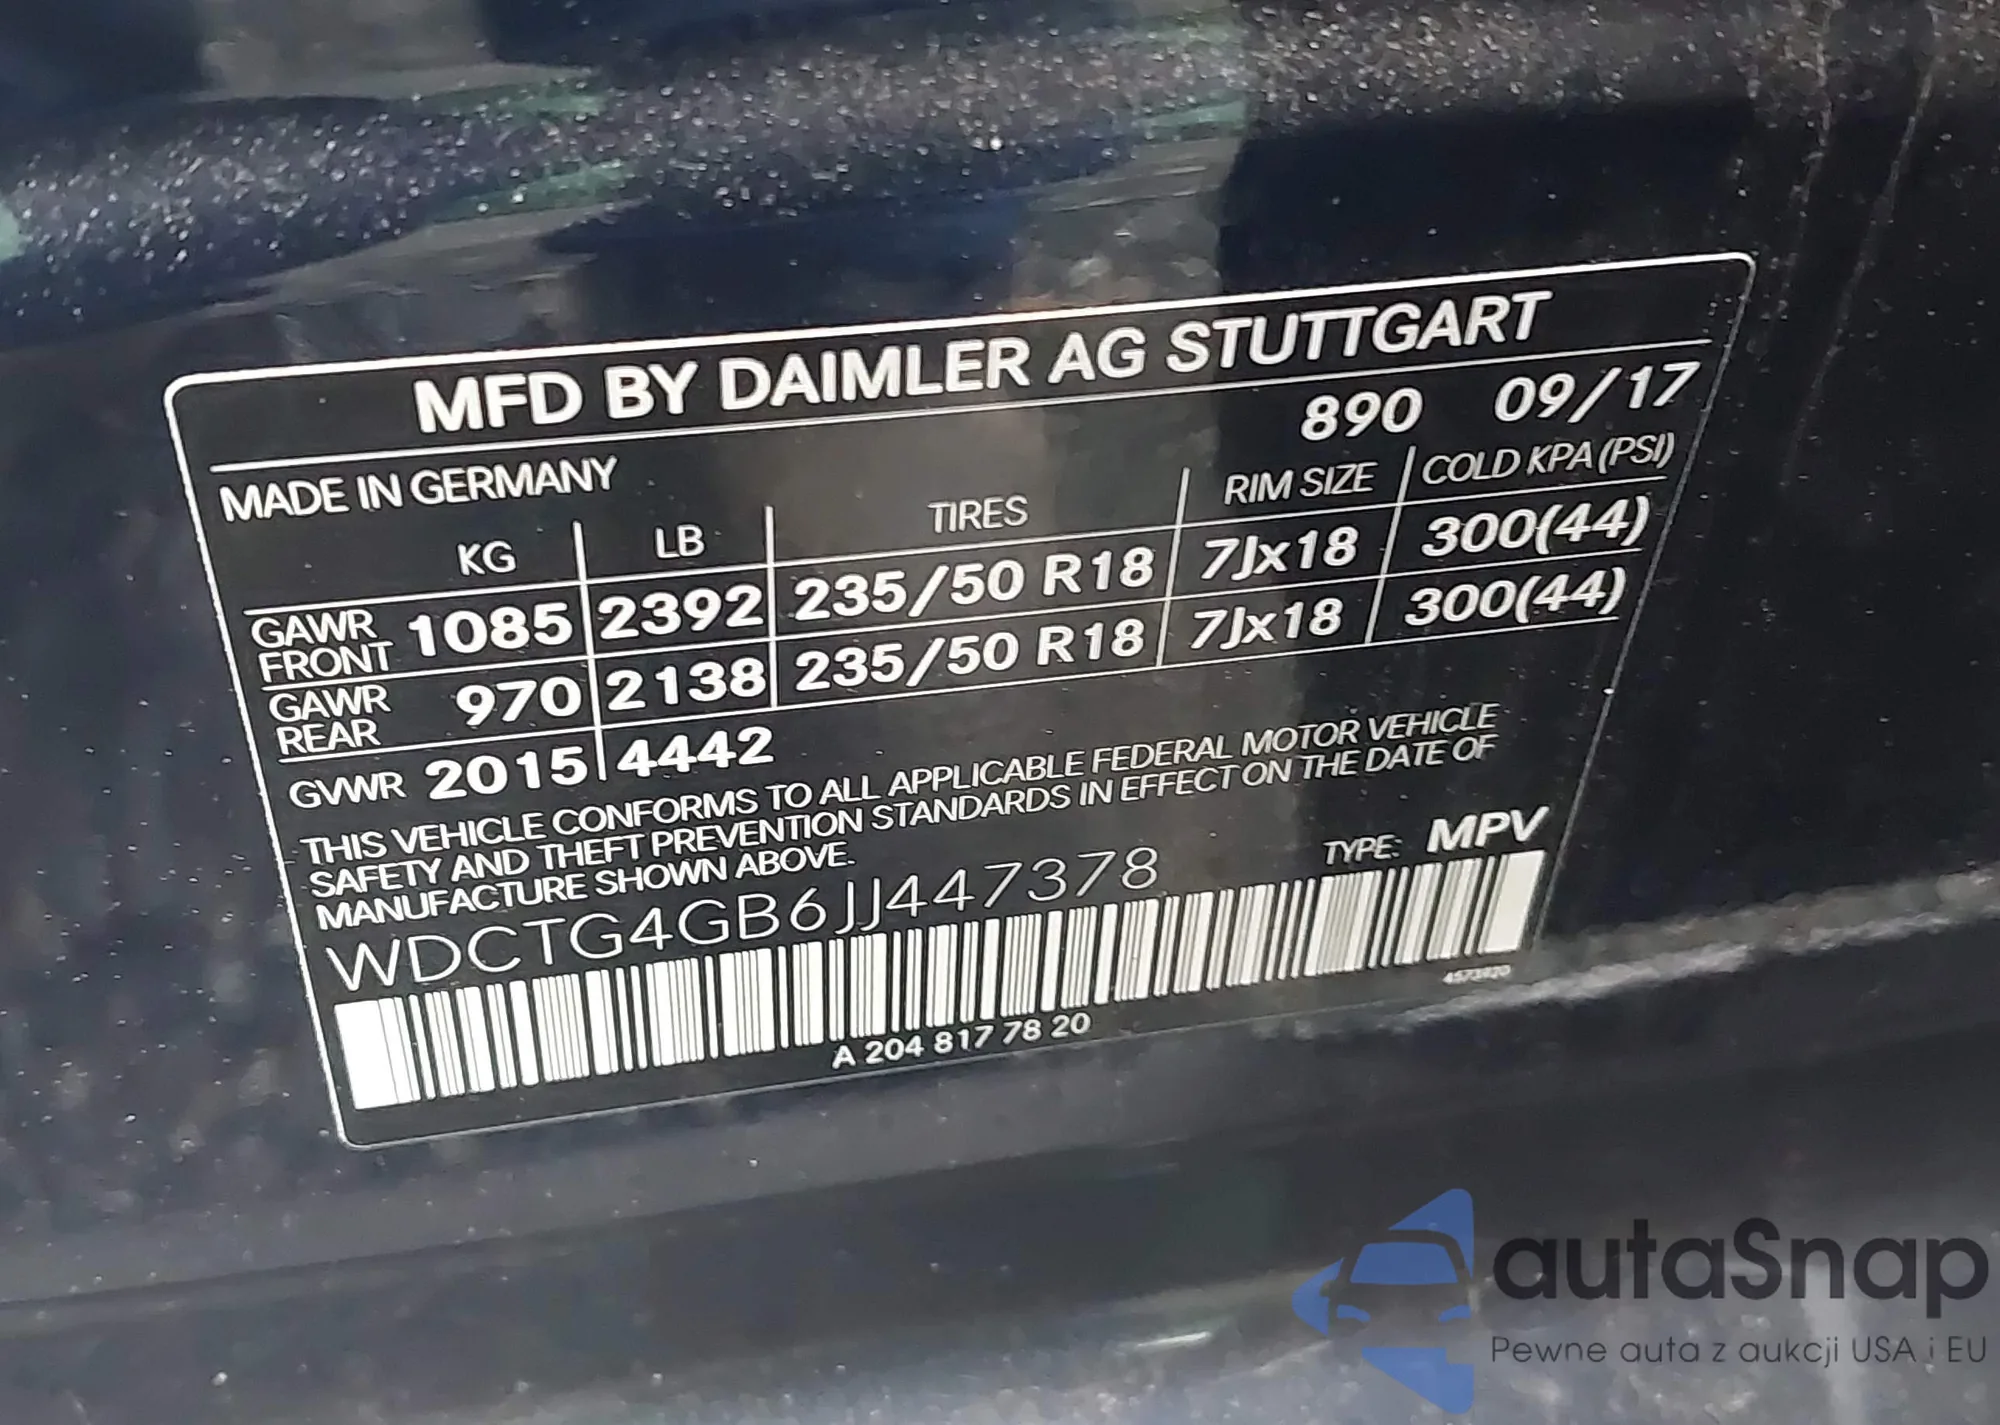 MFD BY DAIMLER AG STUTTGART
890 09/17
MADE IN GERMANY
KG LB TIRES RIM SIZE COLD KPA (PSI)
GAWR FRONT 1085 2392 235/50 R18 7Jx18 300(44)
GAWR REAR 970 2138 235/50 R18 7Jx18 300(44)
GVWR 2015 4442
THIS VEHICLE CONFORMS TO ALL APPLICABLE FEDERAL MOTOR VEHICLE
SAFETY AND THEFT PREVENTION STANDARDS IN EFFECT ON THE DATE OF
MANUFACTURE SHOWN ABOVE.
TYPE: MPV
WDCTG4GB6JJ447378
A 204 817 78 20
autaSnap
Pewne auta z aukcji USA i EU